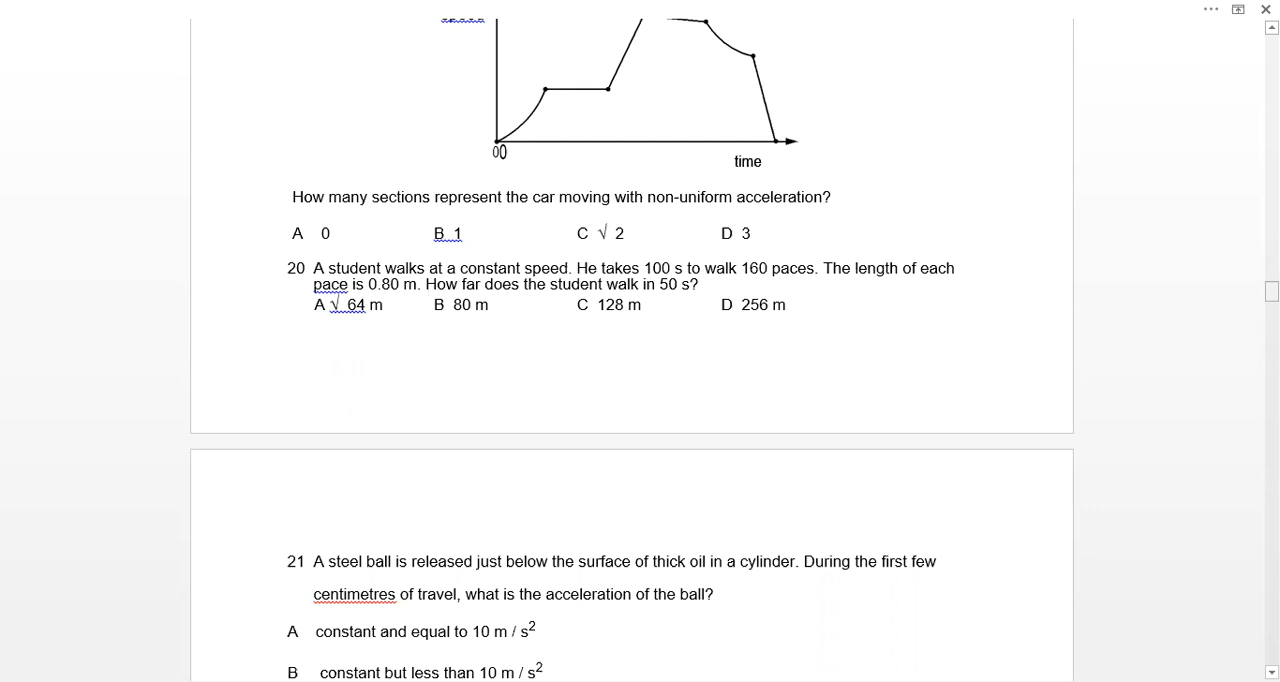 00
time
How many sections represent the car moving with non-uniform acceleration?
A 0 B 1 C √ 2 D 3
20 A student walks at a constant speed. He takes 100 s to walk 160 paces. The length of each
pace is 0.80 m. How far does the student walk in 50 s?
A √ 64 m B 80 m C 128 m D 256 m
21 A steel ball is released just below the surface of thick oil in a cylinder. During the first few
centimetres of travel, what is the acceleration of the ball?
A constant and equal to 10 m / s²
B constant but less than 10 m / s²